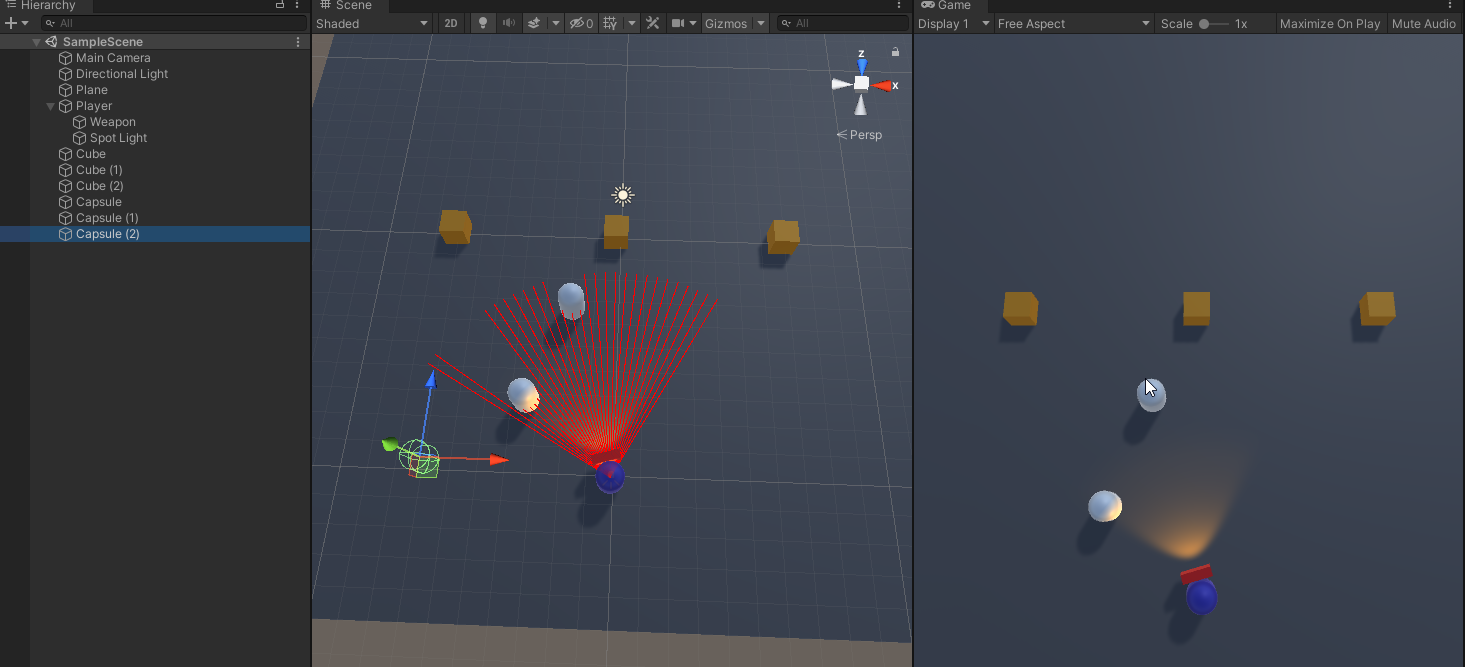 Hierarchy
All
SampleScene
Main Camera
Directional Light
Plane
Player
Weapon
Spot Light
Cube
Cube (1)
Cube (2)
Capsule
Capsule (1)
Capsule (2)
Scene
Shaded 2D 0 Gizmos All
z
x
Persp
Game
Display 1 Free Aspect Scale 1x Maximize On Play Mute Audio